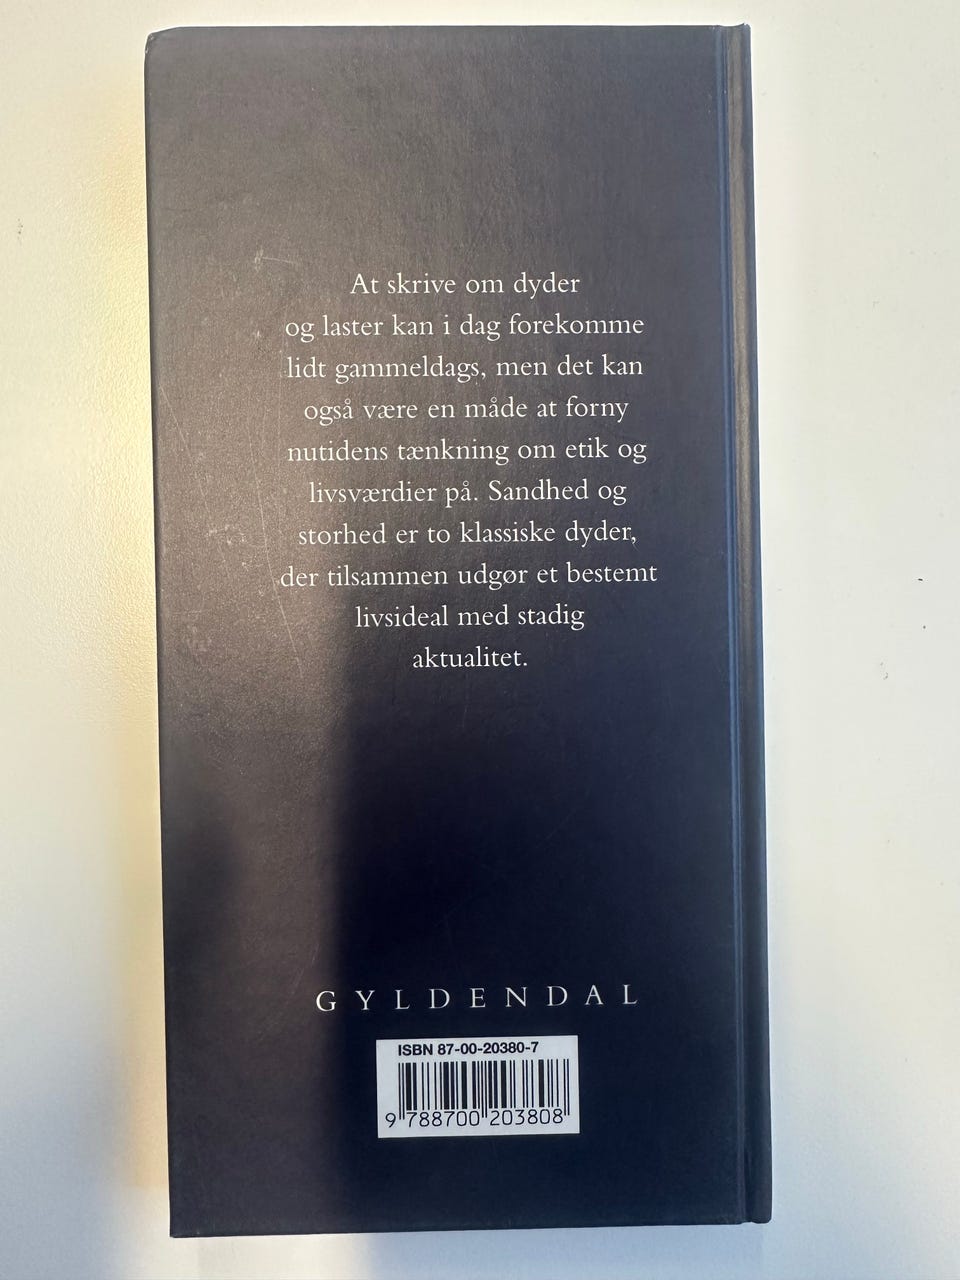 At skrive om dyder
og laster kan i dag forekomme
lidt gammeldags, men det kan
også være en måde at forny
nutidens tænkning om etik og
livsværdier på. Sandhed og
storhed er to klassiske dyder,
der tilsammen udgør et bestemt
livsideal med stadig
aktualitet.
GYLDENDAL
ISBN 87-00-20380-7
9 788700 203808